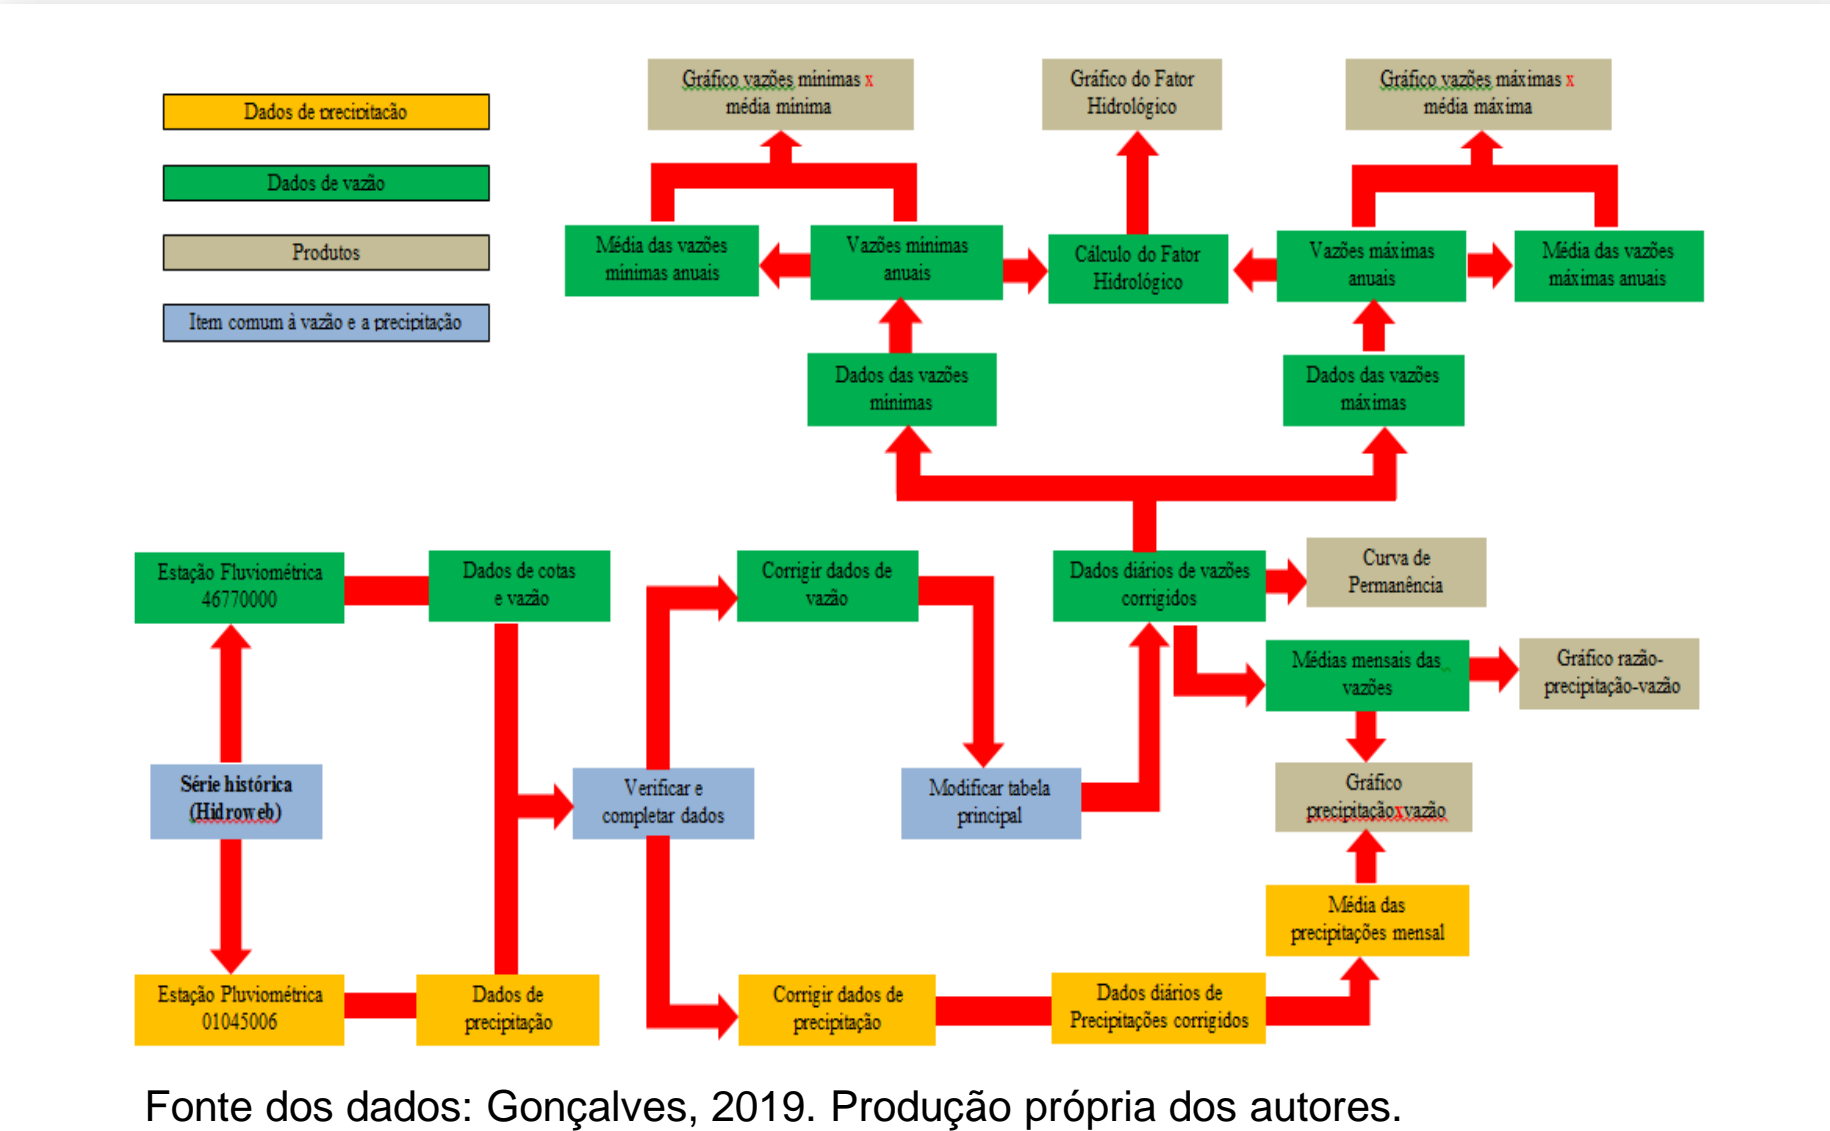 Dados de precipitação
Dados de vazão
Produtos
Item comum à vazão e a precipitação
Gráfico vazões mínimas x
média mínima
Gráfico do Fator
Hidrológico
Gráfico vazões máximas x
média máxima
Média das vazões
mínimas anuais
Vazões mínimas
anuais
Cálculo do Fator
Hidrológico
Vazões máximas
anuais
Média das vazões
máximas anuais
Dados das vazões
mínimas
Dados das vazões
máximas
Estação Fluviométrica
46770000
Dados de cotas
e vazão
Corrigir dados de
vazão
Dados diários de vazões
corrigidos
Curva de
Permanência
Médias mensais das
vazões
Gráfico razão-
precipitação-vazão
Série histórica
(Hidroweb)
Verificar e
completar dados
Modificar tabela
principal
Gráfico
precipitaçãoxvazão
Média das
precipitações mensal
Estação Pluviométrica
01045006
Dados de
precipitação
Corrigir dados de
precipitação
Dados diários de
Precipitações corrigidos
Fonte dos dados: Gonçalves, 2019. Produção própria dos autores.